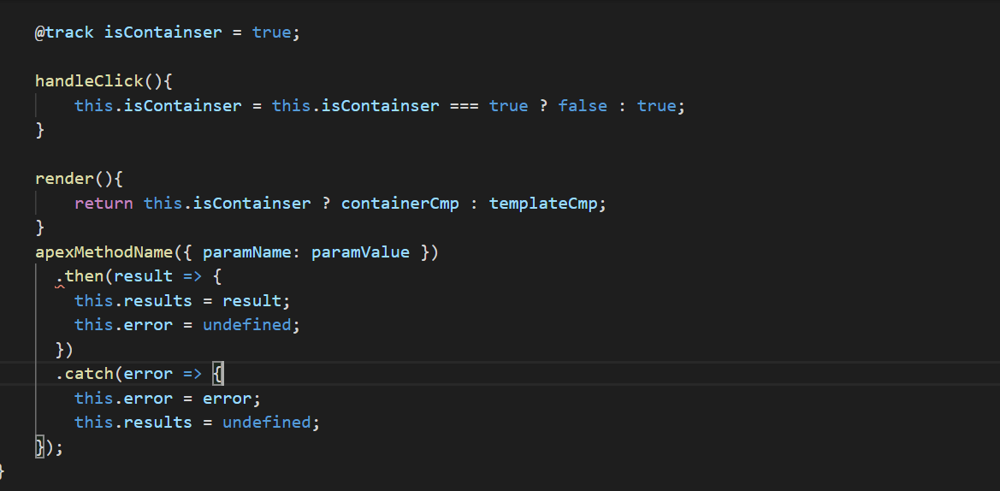 @track isContainser = true;
handleClick(){
this.isContainser = this.isContainser === true ? false : true;
}
render(){
return this.isContainser ? containerCmp : templateCmp;
}
apexMethodName({ paramName: paramValue })
.then(result => {
this.results = result;
this.error = undefined;
})
.catch(error => {
this.error = error;
this.results = undefined;
});
}